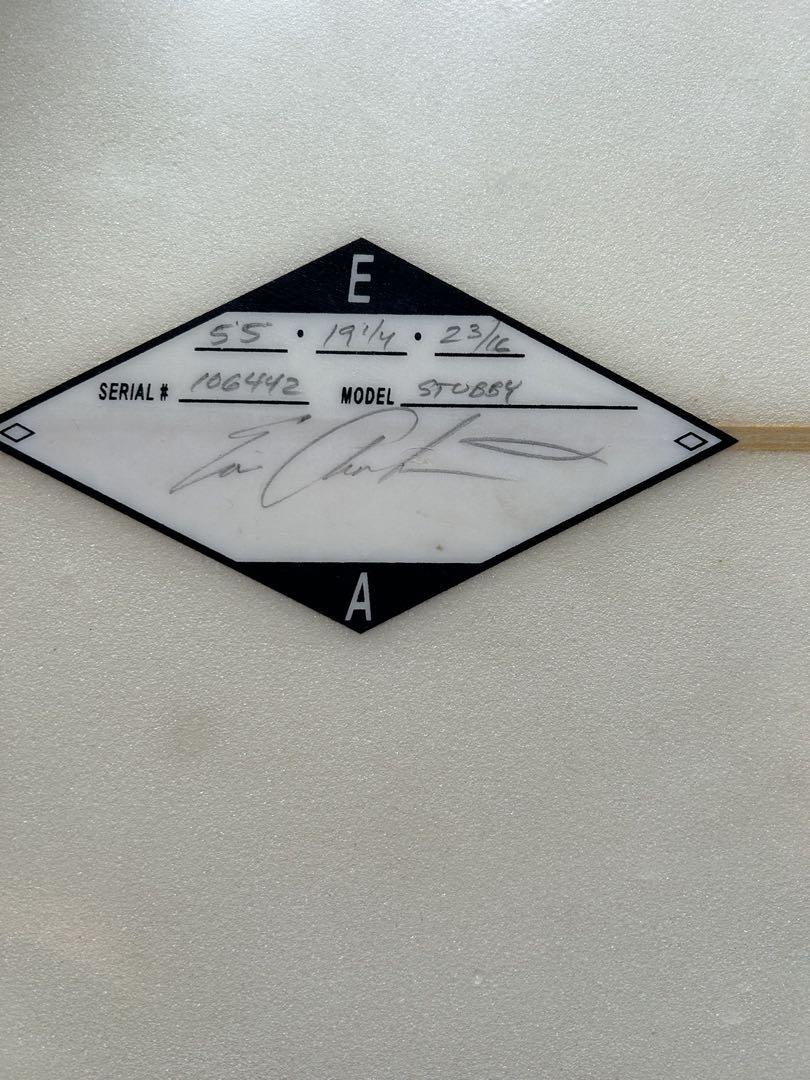 E
5'5 • 19 1/4 • 2 3/16
SERIAL # 106442 MODEL STUBBY
A